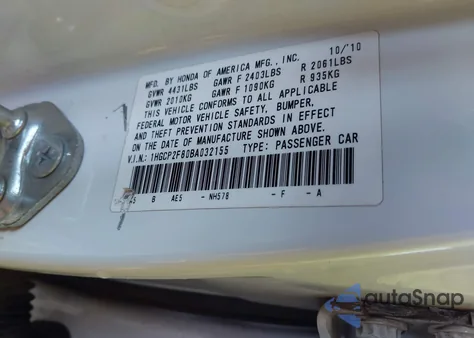 MFD. BY HONDA OF AMERICA MFG., INC. 10/10
GVWR 4431LBS GAWR F 2403LBS R 2061LBS
GVWR 2010KG GAWR F 1090KG R 935KG
THIS VEHICLE CONFORMS TO ALL APPLICABLE
FEDERAL MOTOR VEHICLE SAFETY, BUMPER,
AND THEFT PREVENTION STANDARDS IN EFFECT
ON THE DATE OF MANUFACTURE SHOWN ABOVE.
V.I.N.: 1HGCP2F80BA032155 TYPE: PASSENGER CAR
B AE5 - NH578 - F - A
autoSnap